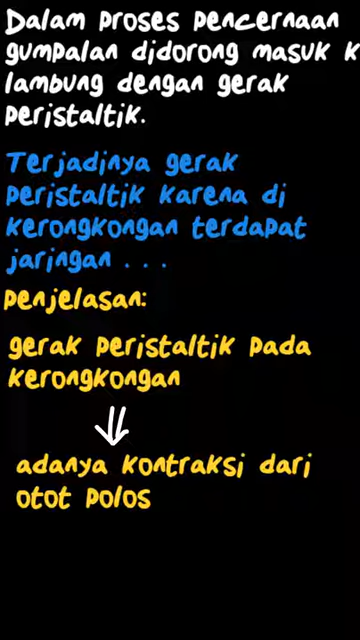 Dalam proses pencernaan
gumpalan didorong masuk k
lambung dengan gerak
peristaltik.
Terjadinya gerak
peristaltik karena di
kerongkongan terdapat
jaringan . . .
penjelasan:
gerak peristaltik pada
kerongkongan
adanya kontraksi dari
otot polos